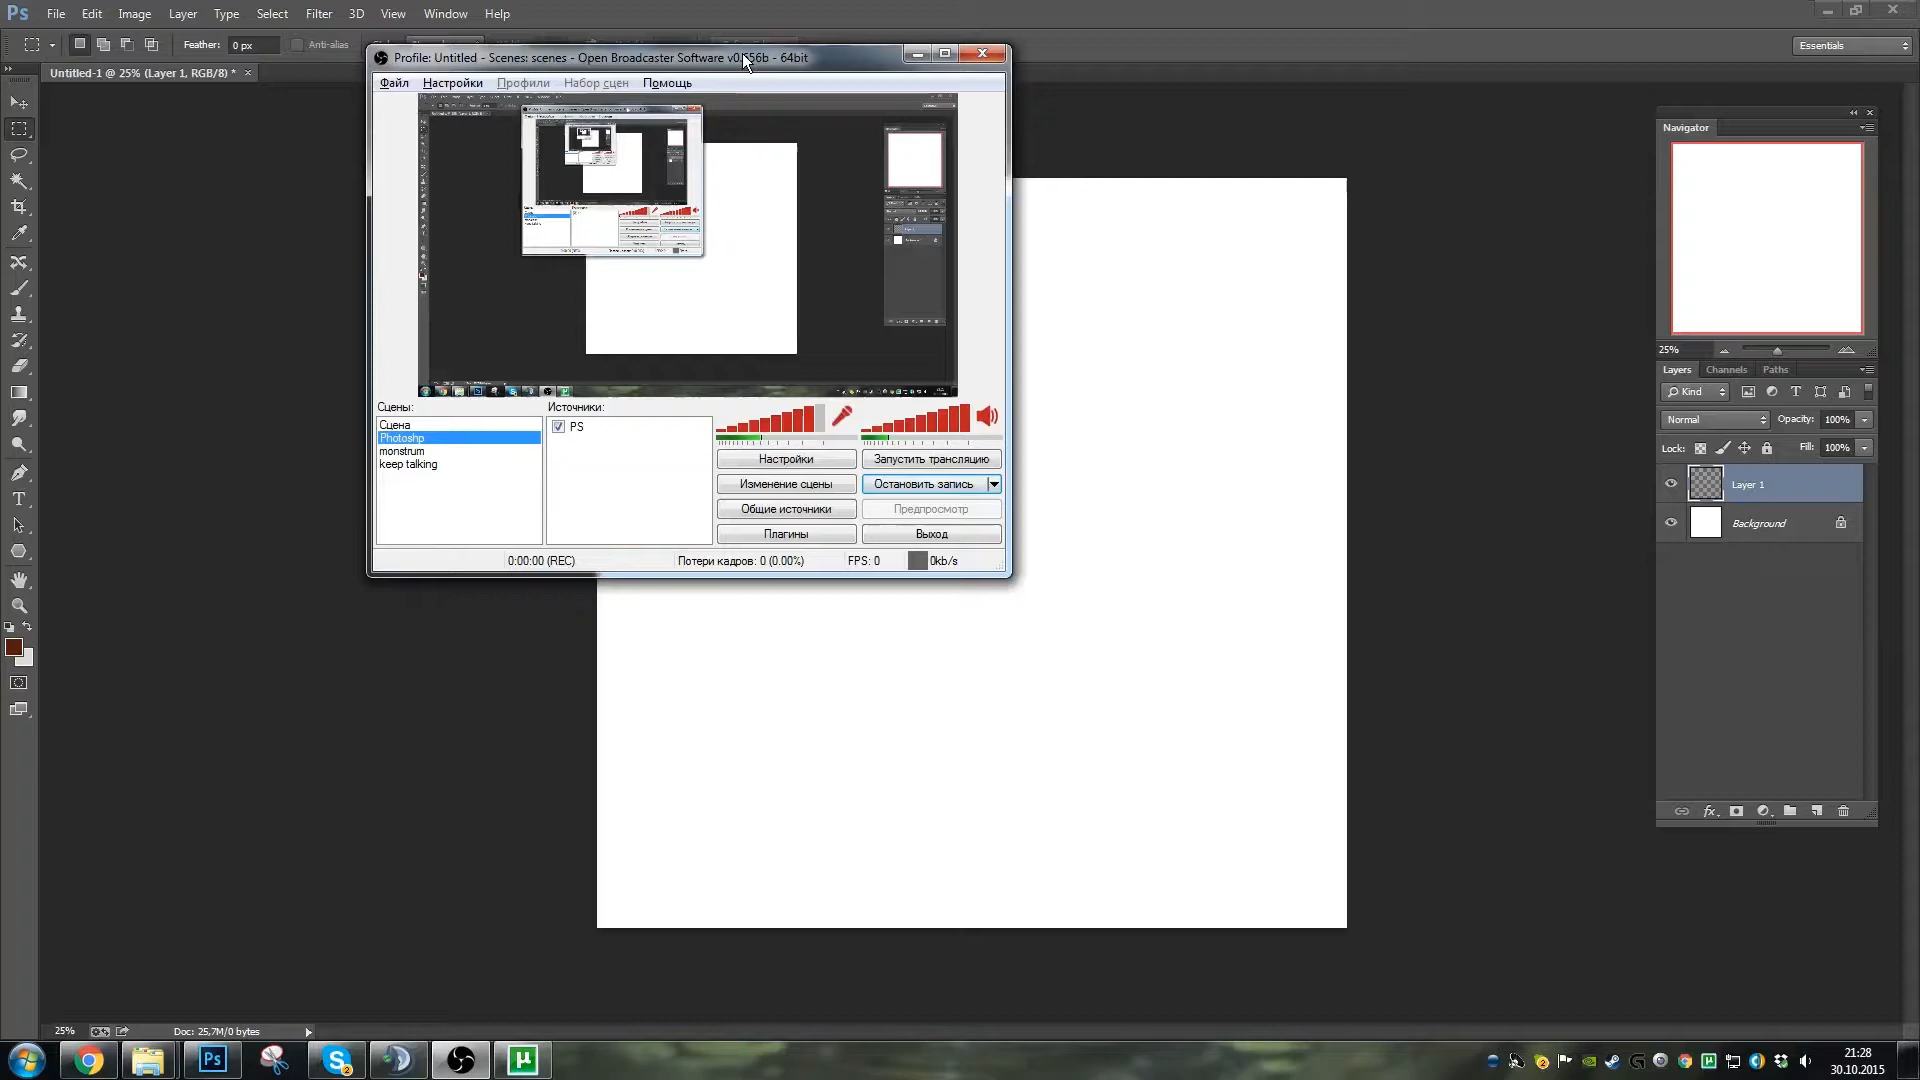 Ps File Edit Image Layer Type Select Filter 3D View Window Help
Feather: 0 px Anti-alias Essentials
Untitled-1 @ 25% (Layer 1, RGB/8) *
Profile: Untitled - Scenes: scenes - Open Broadcaster Software v0.656b - 64bit
Файл Настройки Профили Набор сцен Помощь
Сцены: Источники:
Сцена
Photoshp
monstrum
keep talking
PS
Настройки Запустить трансляцию
Изменение сцены Остановить запись
Общие источники Предпросмотр
Плагины Выход
0:00:00 (REC) Потери кадров: 0 (0.00%) FPS: 0 0kb/s
Navigator
25%
Layers Channels Paths
Kind
Normal Opacity: 100%
Lock: Fill: 100%
Layer 1
Background
25% Doc: 25,7M/0 bytes
21:28
30.10.2015